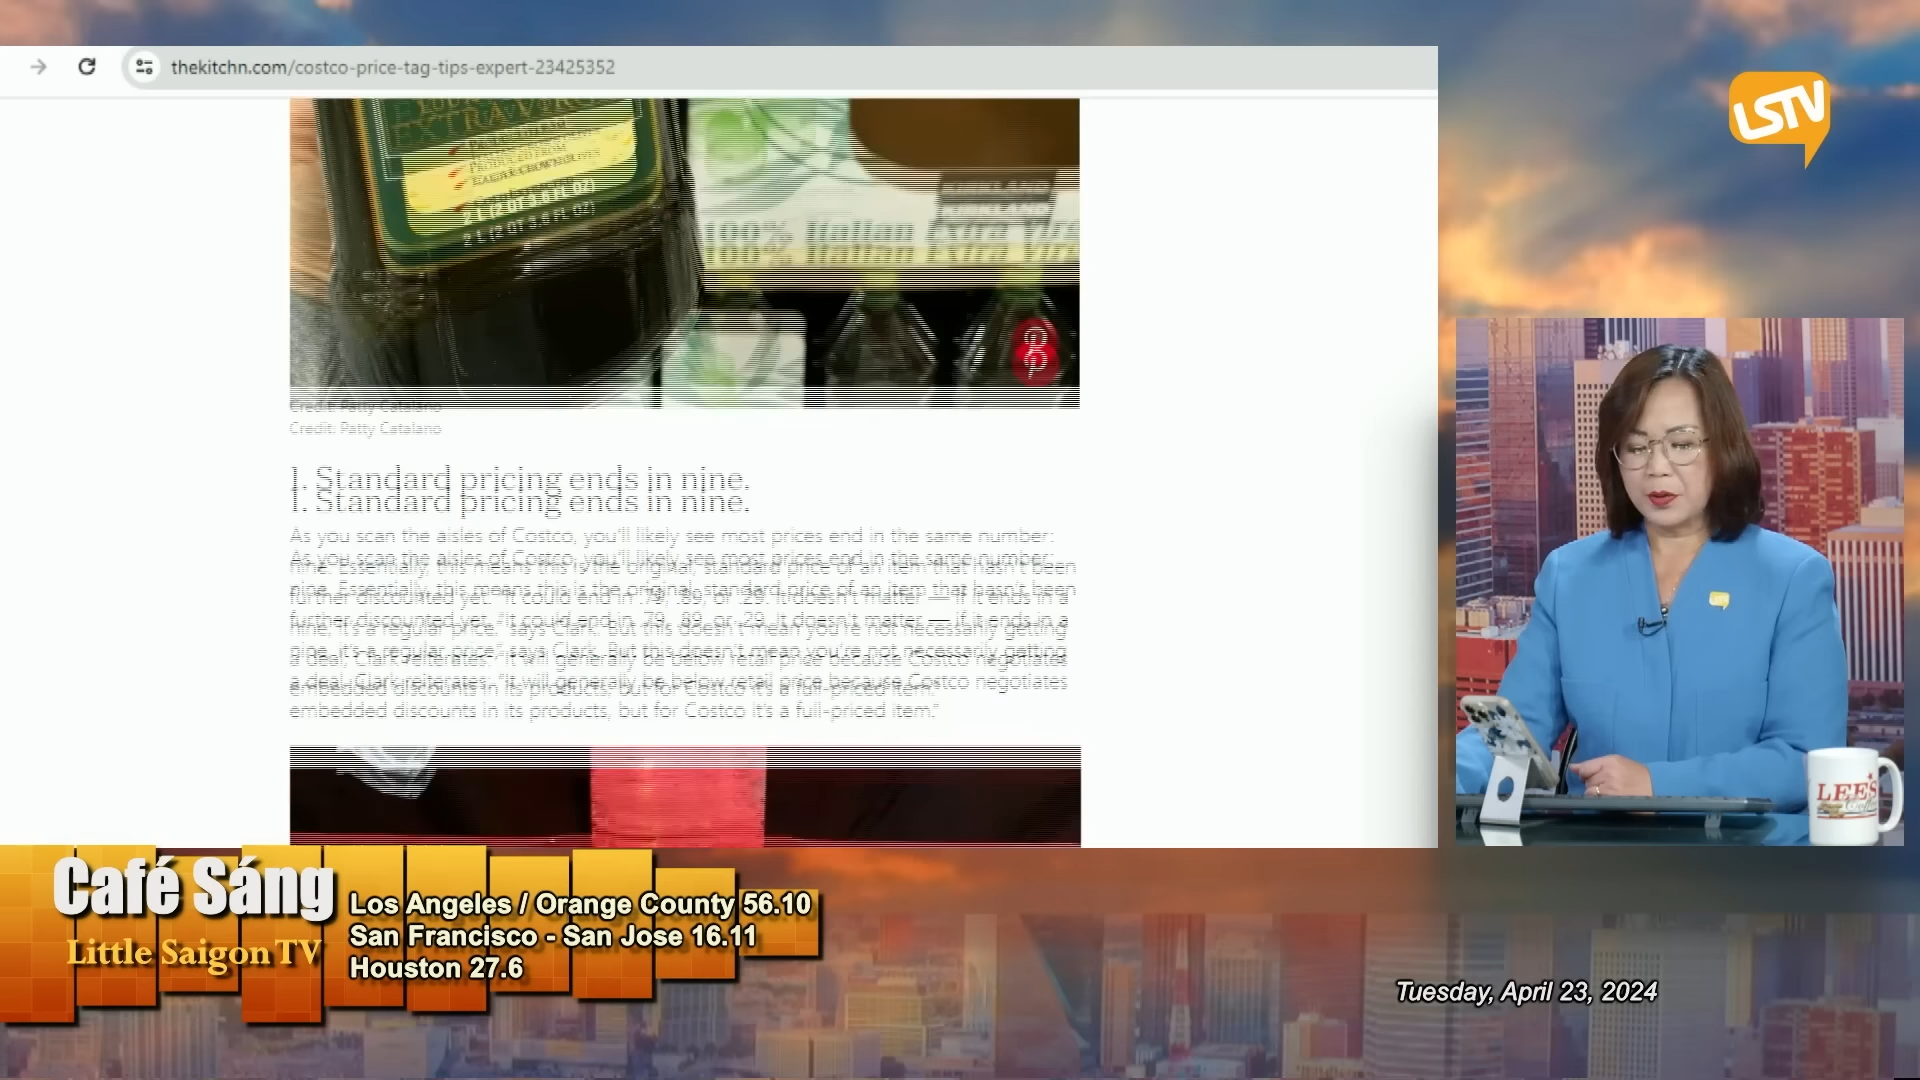 thekitchn.com/costco-price-tag-tips-expert-23425352
LSTV
EXTRA VIRGIN
2 L (2 QT 3.6 FL OZ)
KIRKLAND
100% Italian Extra Virg
Credit: Patty Catalano
1. Standard pricing ends in nine.
As you scan the aisles of Costco, you'll likely see most prices end in the same number:
nine. Essentially, this means this is the original, standard price of an item that hasn't been
further discounted yet. "It could end in .79, .89, or .29. It doesn't matter — if it ends in a
nine, it's a regular price," says Clark. But this doesn't mean you're not necessarily getting
a deal, Clark reiterates. "It will generally be below retail price because Costco negotiates
embedded discounts in its products, but for Costco it's a full-priced item."
LEE'S
Coffee
Café Sáng
Little Saigon TV
Los Angeles / Orange County 56.10
San Francisco - San Jose 16.11
Houston 27.6
Tuesday, April 23, 2024